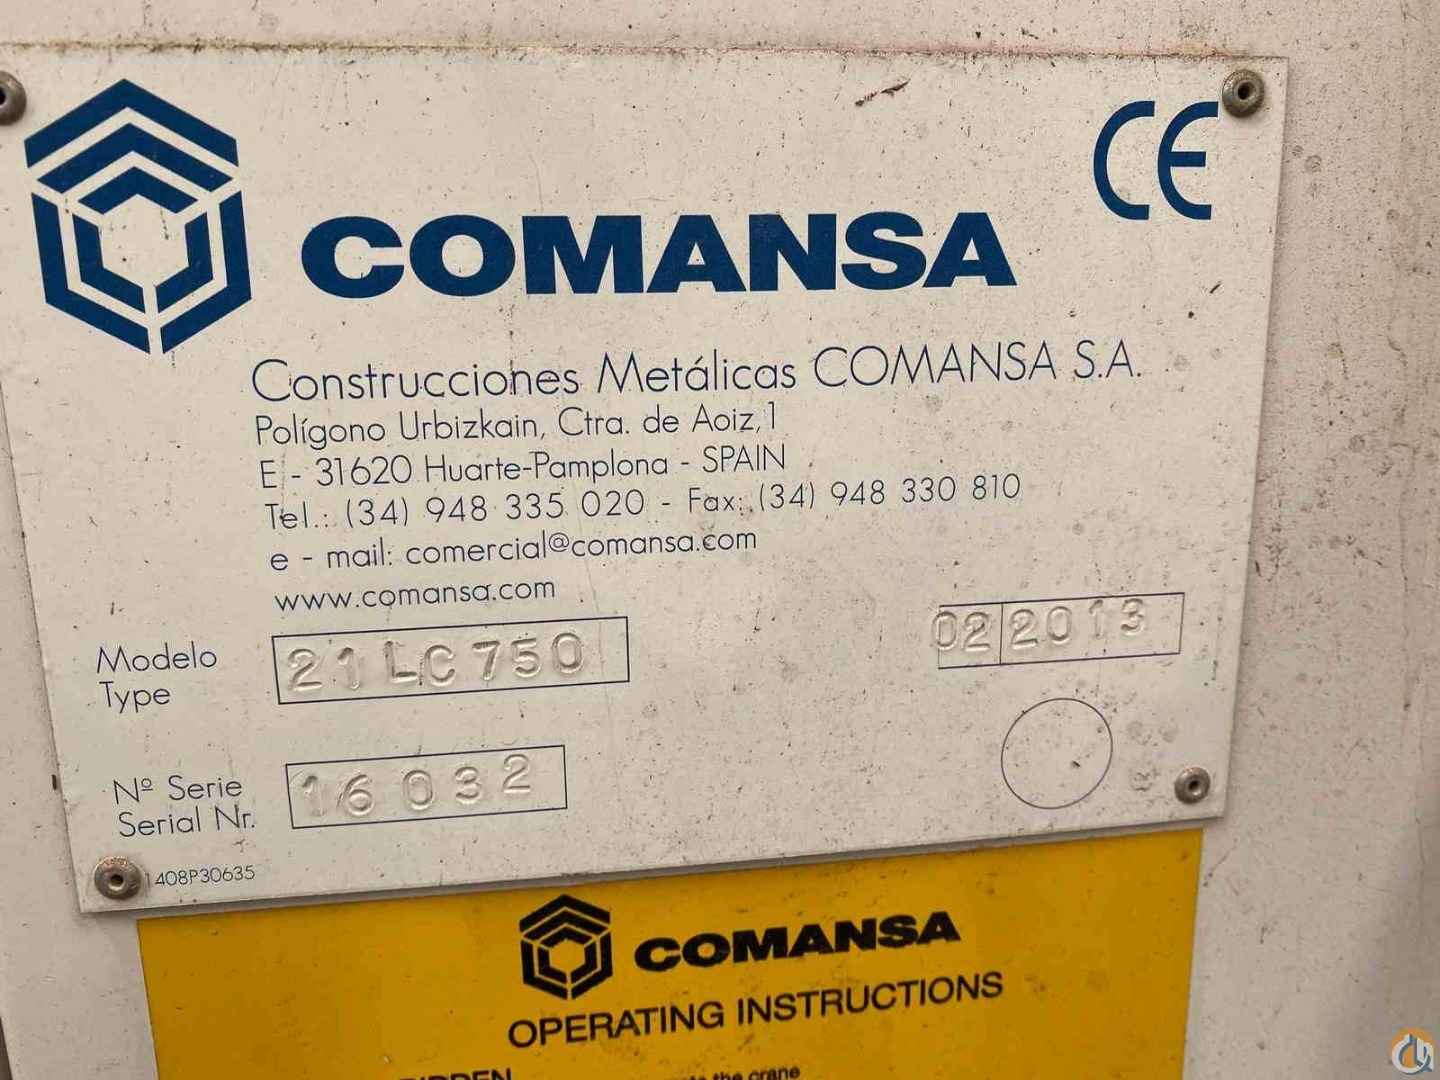 CE
COMANSA
Construcciones Metálicas COMANSA S.A.
Polígono Urbizkain, Ctra. de Aoiz,1
E - 31620 Huarte-Pamplona - SPAIN
Tel.: (34) 948 335 020 - Fax: (34) 948 330 810
e - mail: comercial@comansa.com
www.comansa.com
Modelo 21 LC 750 02 2013
Type
Nº Serie 16032
Serial Nr.
1408P30635
COMANSA
OPERATING INSTRUCTIONS
the crane